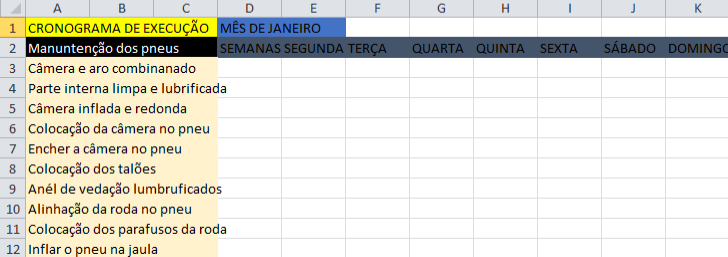 A B C D E F G H I J K
1 CRONOGRAMA DE EXECUÇÃO MÊS DE JANEIRO
2 Manuntenção dos pneus SEMANAS SEGUNDA TERÇA QUARTA QUINTA SEXTA SÁBADO DOMINGO
3 Câmera e aro combinanado
4 Parte interna limpa e lubrificada
5 Câmera inflada e redonda
6 Colocação da câmera no pneu
7 Encher a câmera no pneu
8 Colocação dos talões
9 Anél de vedação lumbruficados
10 Alinhação da roda no pneu
11 Colocação dos parafusos da roda
12 Inflar o pneu na jaula